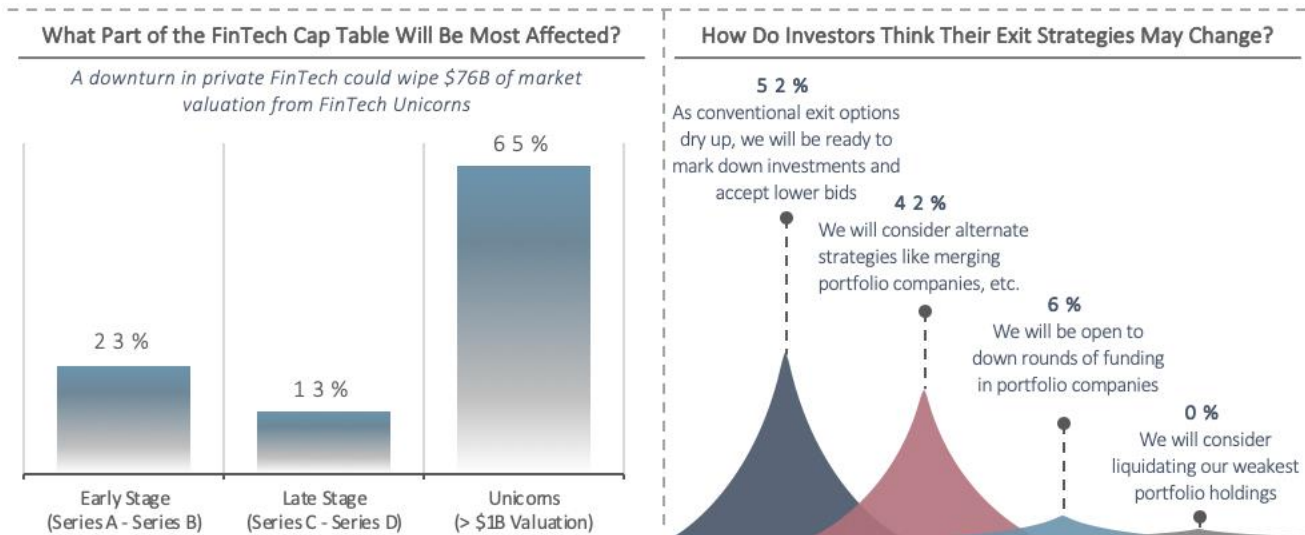 What Part of the FinTech Cap Table Will Be Most Affected?
A downturn in private FinTech could wipe $76B of market
valuation from FinTech Unicorns
23%
13%
65%
Early Stage
(Series A - Series B)
Late Stage
(Series C - Series D)
Unicorns
(> $1B Valuation)
How Do Investors Think Their Exit Strategies May Change?
52%
As conventional exit options
dry up, we will be ready to
mark down investments and
accept lower bids
42%
We will consider alternate
strategies like merging
portfolio companies, etc.
6%
We will be open to
down rounds of funding
in portfolio companies
0%
We will consider
liquidating our weakest
portfolio holdings